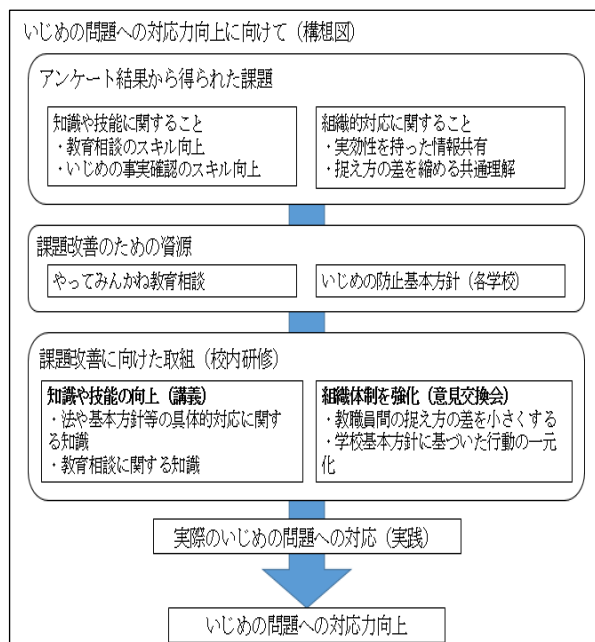 いじめの問題への対応力向上に向けて（構想図）
アンケート結果から得られた課題
知識や技能に関すること
・教育相談のスキル向上
・いじめの事実確認のスキル向上
組織的対応に関すること
・実効性を持った情報共有
・捉え方の差を縮める共通理解
課題改善のための資源
やってみんかね教育相談
いじめの防止基本方針（各学校）
課題改善に向けた取組（校内研修）
知識や技能の向上（講義）
・法や基本方針等の具体的対応に関す
る知識
・教育相談に関する知識
組織体制を強化（意見交換会）
・教職員間の捉え方の差を小さくする
・学校基本方針に基づいた行動の一元
化
実際のいじめの問題への対応（実践）
いじめの問題への対応力向上